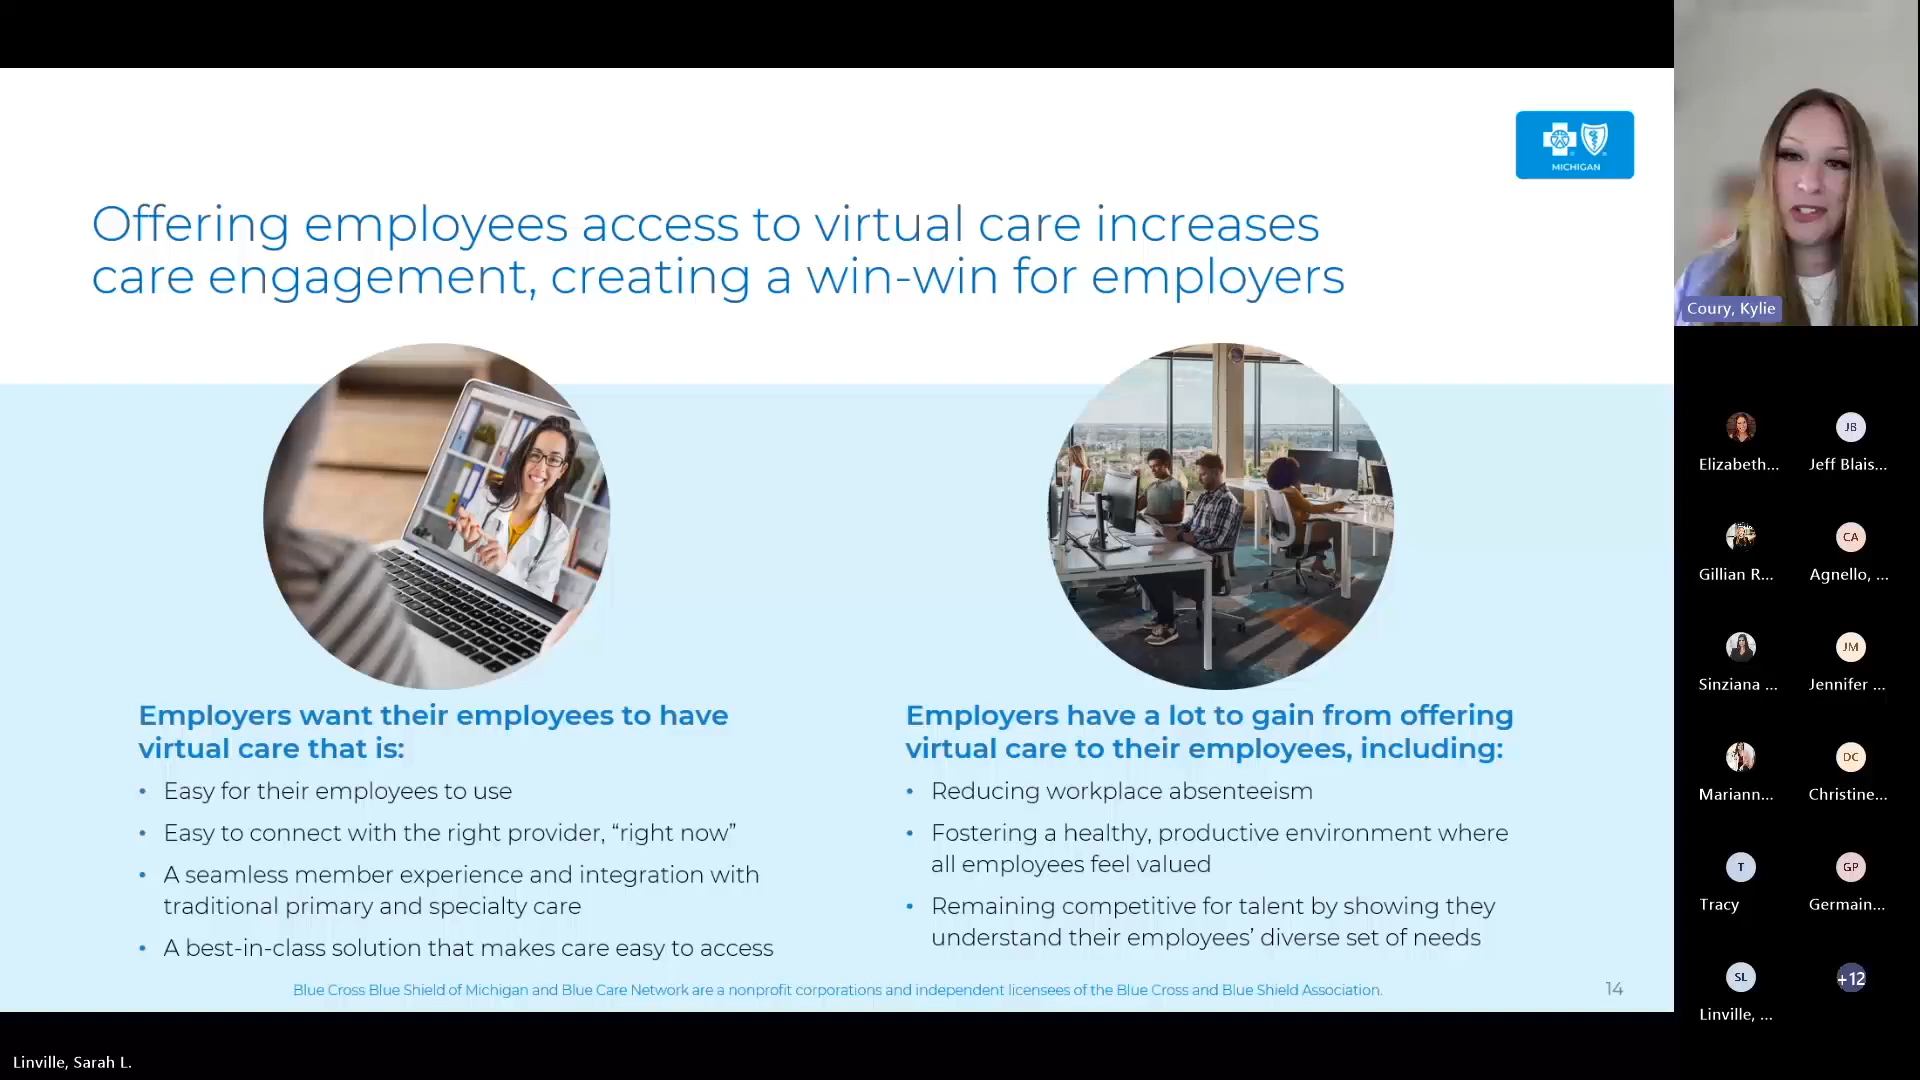 MICHIGAN
Offering employees access to virtual care increases
care engagement, creating a win-win for employers
Employers want their employees to have
virtual care that is:
• Easy for their employees to use
• Easy to connect with the right provider, “right now”
• A seamless member experience and integration with
traditional primary and specialty care
• A best-in-class solution that makes care easy to access
Employers have a lot to gain from offering
virtual care to their employees, including:
• Reducing workplace absenteeism
• Fostering a healthy, productive environment where
all employees feel valued
• Remaining competitive for talent by showing they
understand their employees’ diverse set of needs
Blue Cross Blue Shield of Michigan and Blue Care Network are a nonprofit corporations and independent licensees of the Blue Cross and Blue Shield Association.
14
Coury, Kylie
Elizabeth...
JB
Jeff Blais...
Gillian R...
CA
Agnello, ...
Sinziana ...
JM
Jennifer ...
Mariann...
DC
Christine...
T
Tracy
GP
Germain...
SL
Linville, ...
+12
Linville, Sarah L.